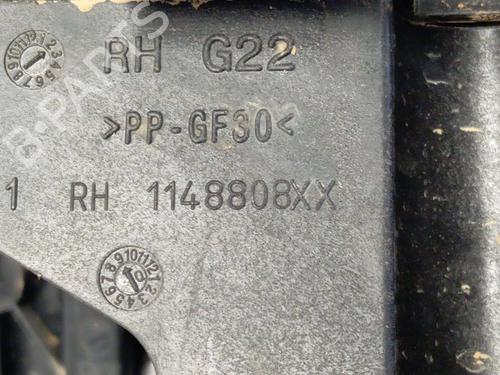 RH G22
>PP-GF30<
1 RH 1148808XX
B-PARTS